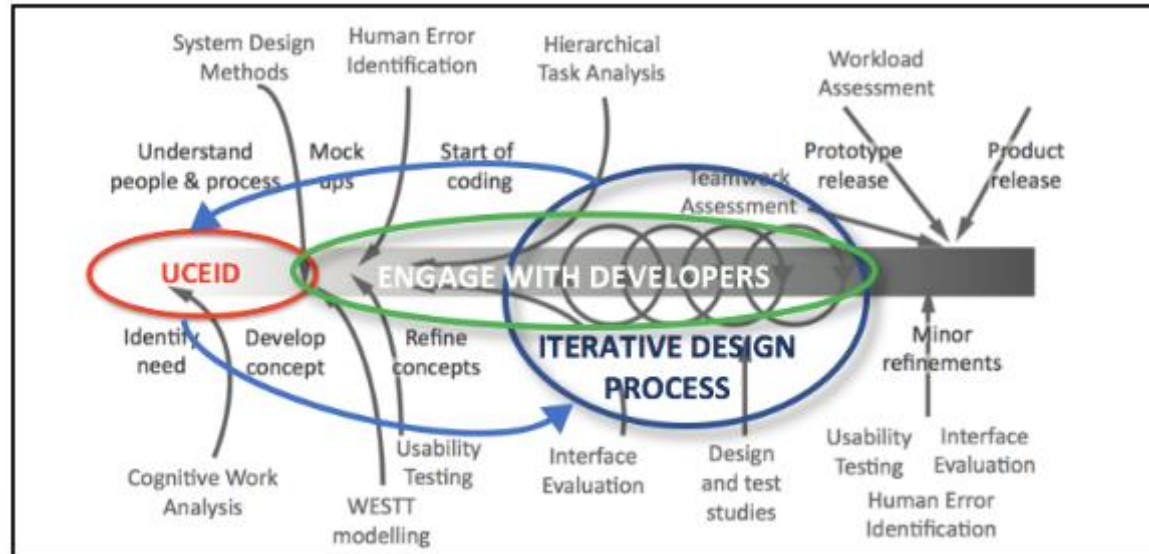 System Design
Methods
Human Error
Identification
Hierarchical
Task Analysis
Workload
Assessment
Understand
people & process
Mock
ups
Start of
coding
Prototype
release
Product
release
Teamwork
Assessment
UCEID
ENGAGE WITH DEVELOPERS
Identify
need
Develop
concept
Refine
concepts
ITERATIVE DESIGN
PROCESS
Minor
refinements
Cognitive Work
Analysis
WESTT
modelling
Usability
Testing
Interface
Evaluation
Design
and test
studies
Usability
Testing
Interface
Evaluation
Human Error
Identification